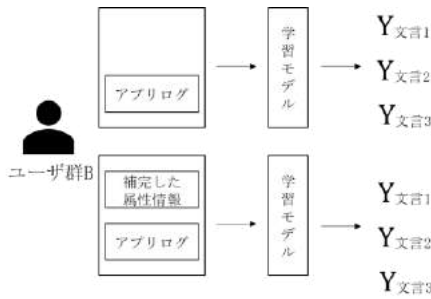 アプリログ
学習モデル
Y文言1
Y文言2
Y文言3
ユーザ群B
補完した
属性情報
アプリログ
学習モデル
Y文言1
Y文言2
Y文言3